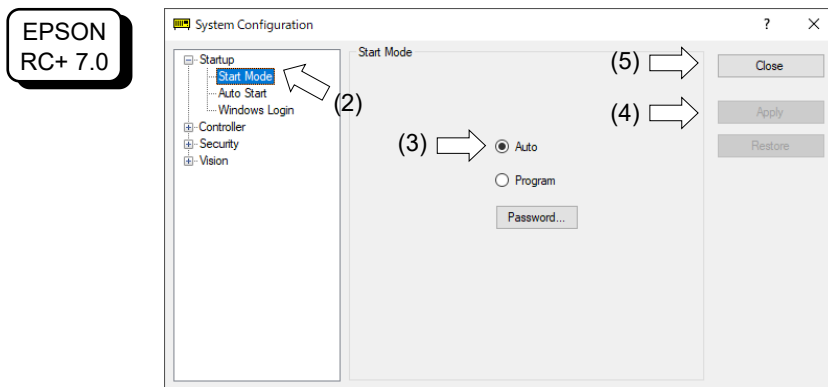 EPSON
RC+ 7.0
System Configuration
?
Startup
Start Mode
Auto Start
Windows Login
Controller
Security
Vision
(2)
Start Mode
(3)
Auto
Program
Password...
(5)
Close
(4)
Apply
Restore